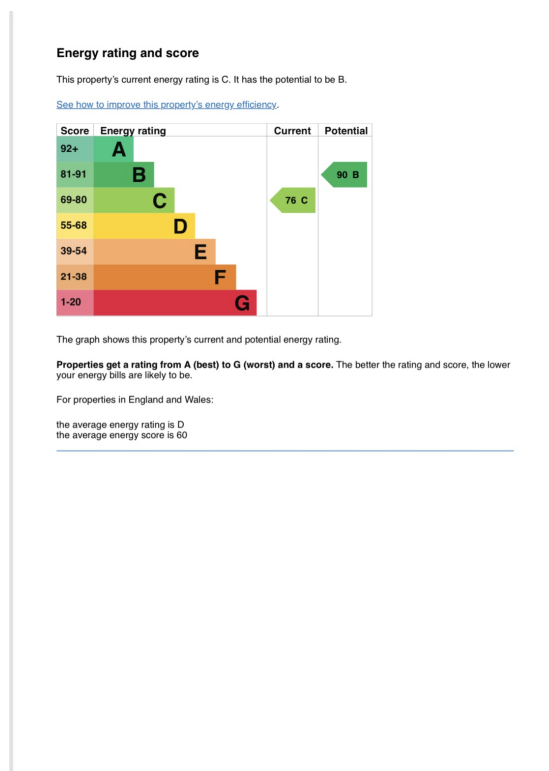 Energy rating and score
This property's current energy rating is C. It has the potential to be B.
See how to improve this property's energy efficiency.
Score Energy rating Current Potential
92+ A
81-91 B 90 B
69-80 C 76 C
55-68 D
39-54 E
21-38 F
1-20 G
The graph shows this property's current and potential energy rating.
Properties get a rating from A (best) to G (worst) and a score. The better the rating and score, the lower
your energy bills are likely to be.
For properties in England and Wales:
the average energy rating is D
the average energy score is 60